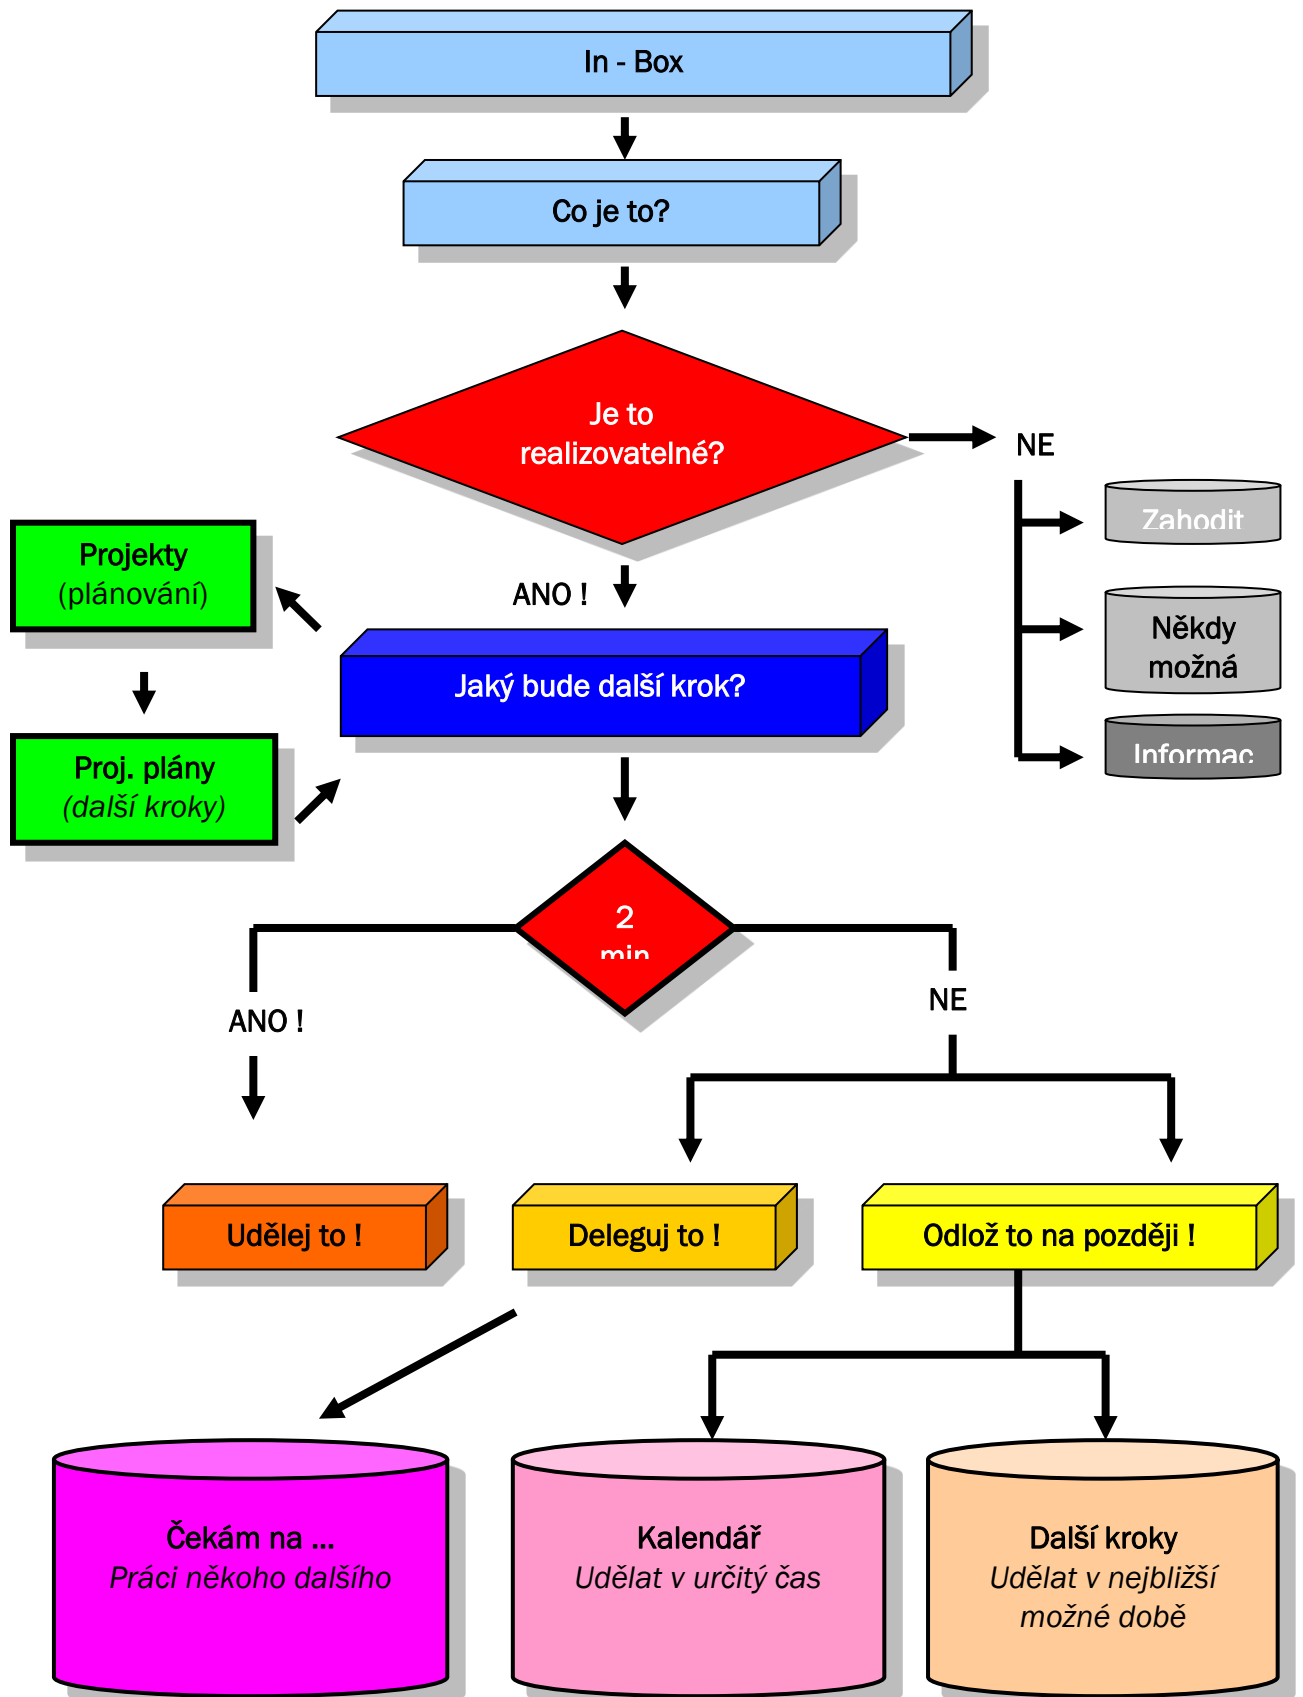 In - Box
Co je to?
Je to
realizovatelné?
NE
Zahodit
Někdy
možná
Informac
Projekty
(plánování)
ANO !
Jaký bude další krok?
Proj. plány
(další kroky)
2
min
ANO !
NE
Udělej to !
Deleguj to !
Odlož to na později !
Čekám na ...
Práci někoho dalšího
Kalendář
Udělat v určitý čas
Další kroky
Udělat v nejbližší
možné době